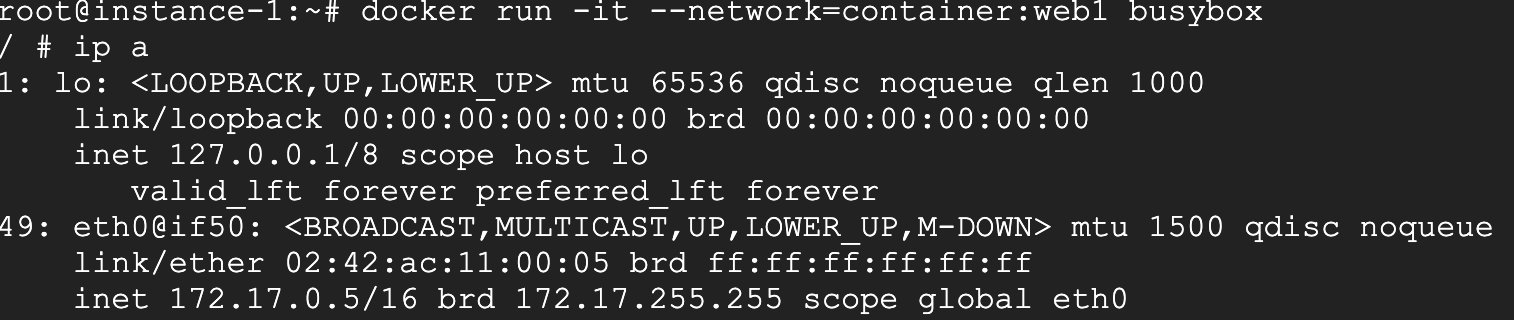 root@instance-1:~# docker run -it --network=container:web1 busybox
/ # ip a
1: lo: <LOOPBACK,UP,LOWER_UP> mtu 65536 qdisc noqueue qlen 1000
    link/loopback 00:00:00:00:00:00 brd 00:00:00:00:00:00
    inet 127.0.0.1/8 scope host lo
       valid_lft forever preferred_lft forever
49: eth0@if50: <BROADCAST,MULTICAST,UP,LOWER_UP,M-DOWN> mtu 1500 qdisc noqueue
    link/ether 02:42:ac:11:00:05 brd ff:ff:ff:ff:ff:ff
    inet 172.17.0.5/16 brd 172.17.255.255 scope global eth0